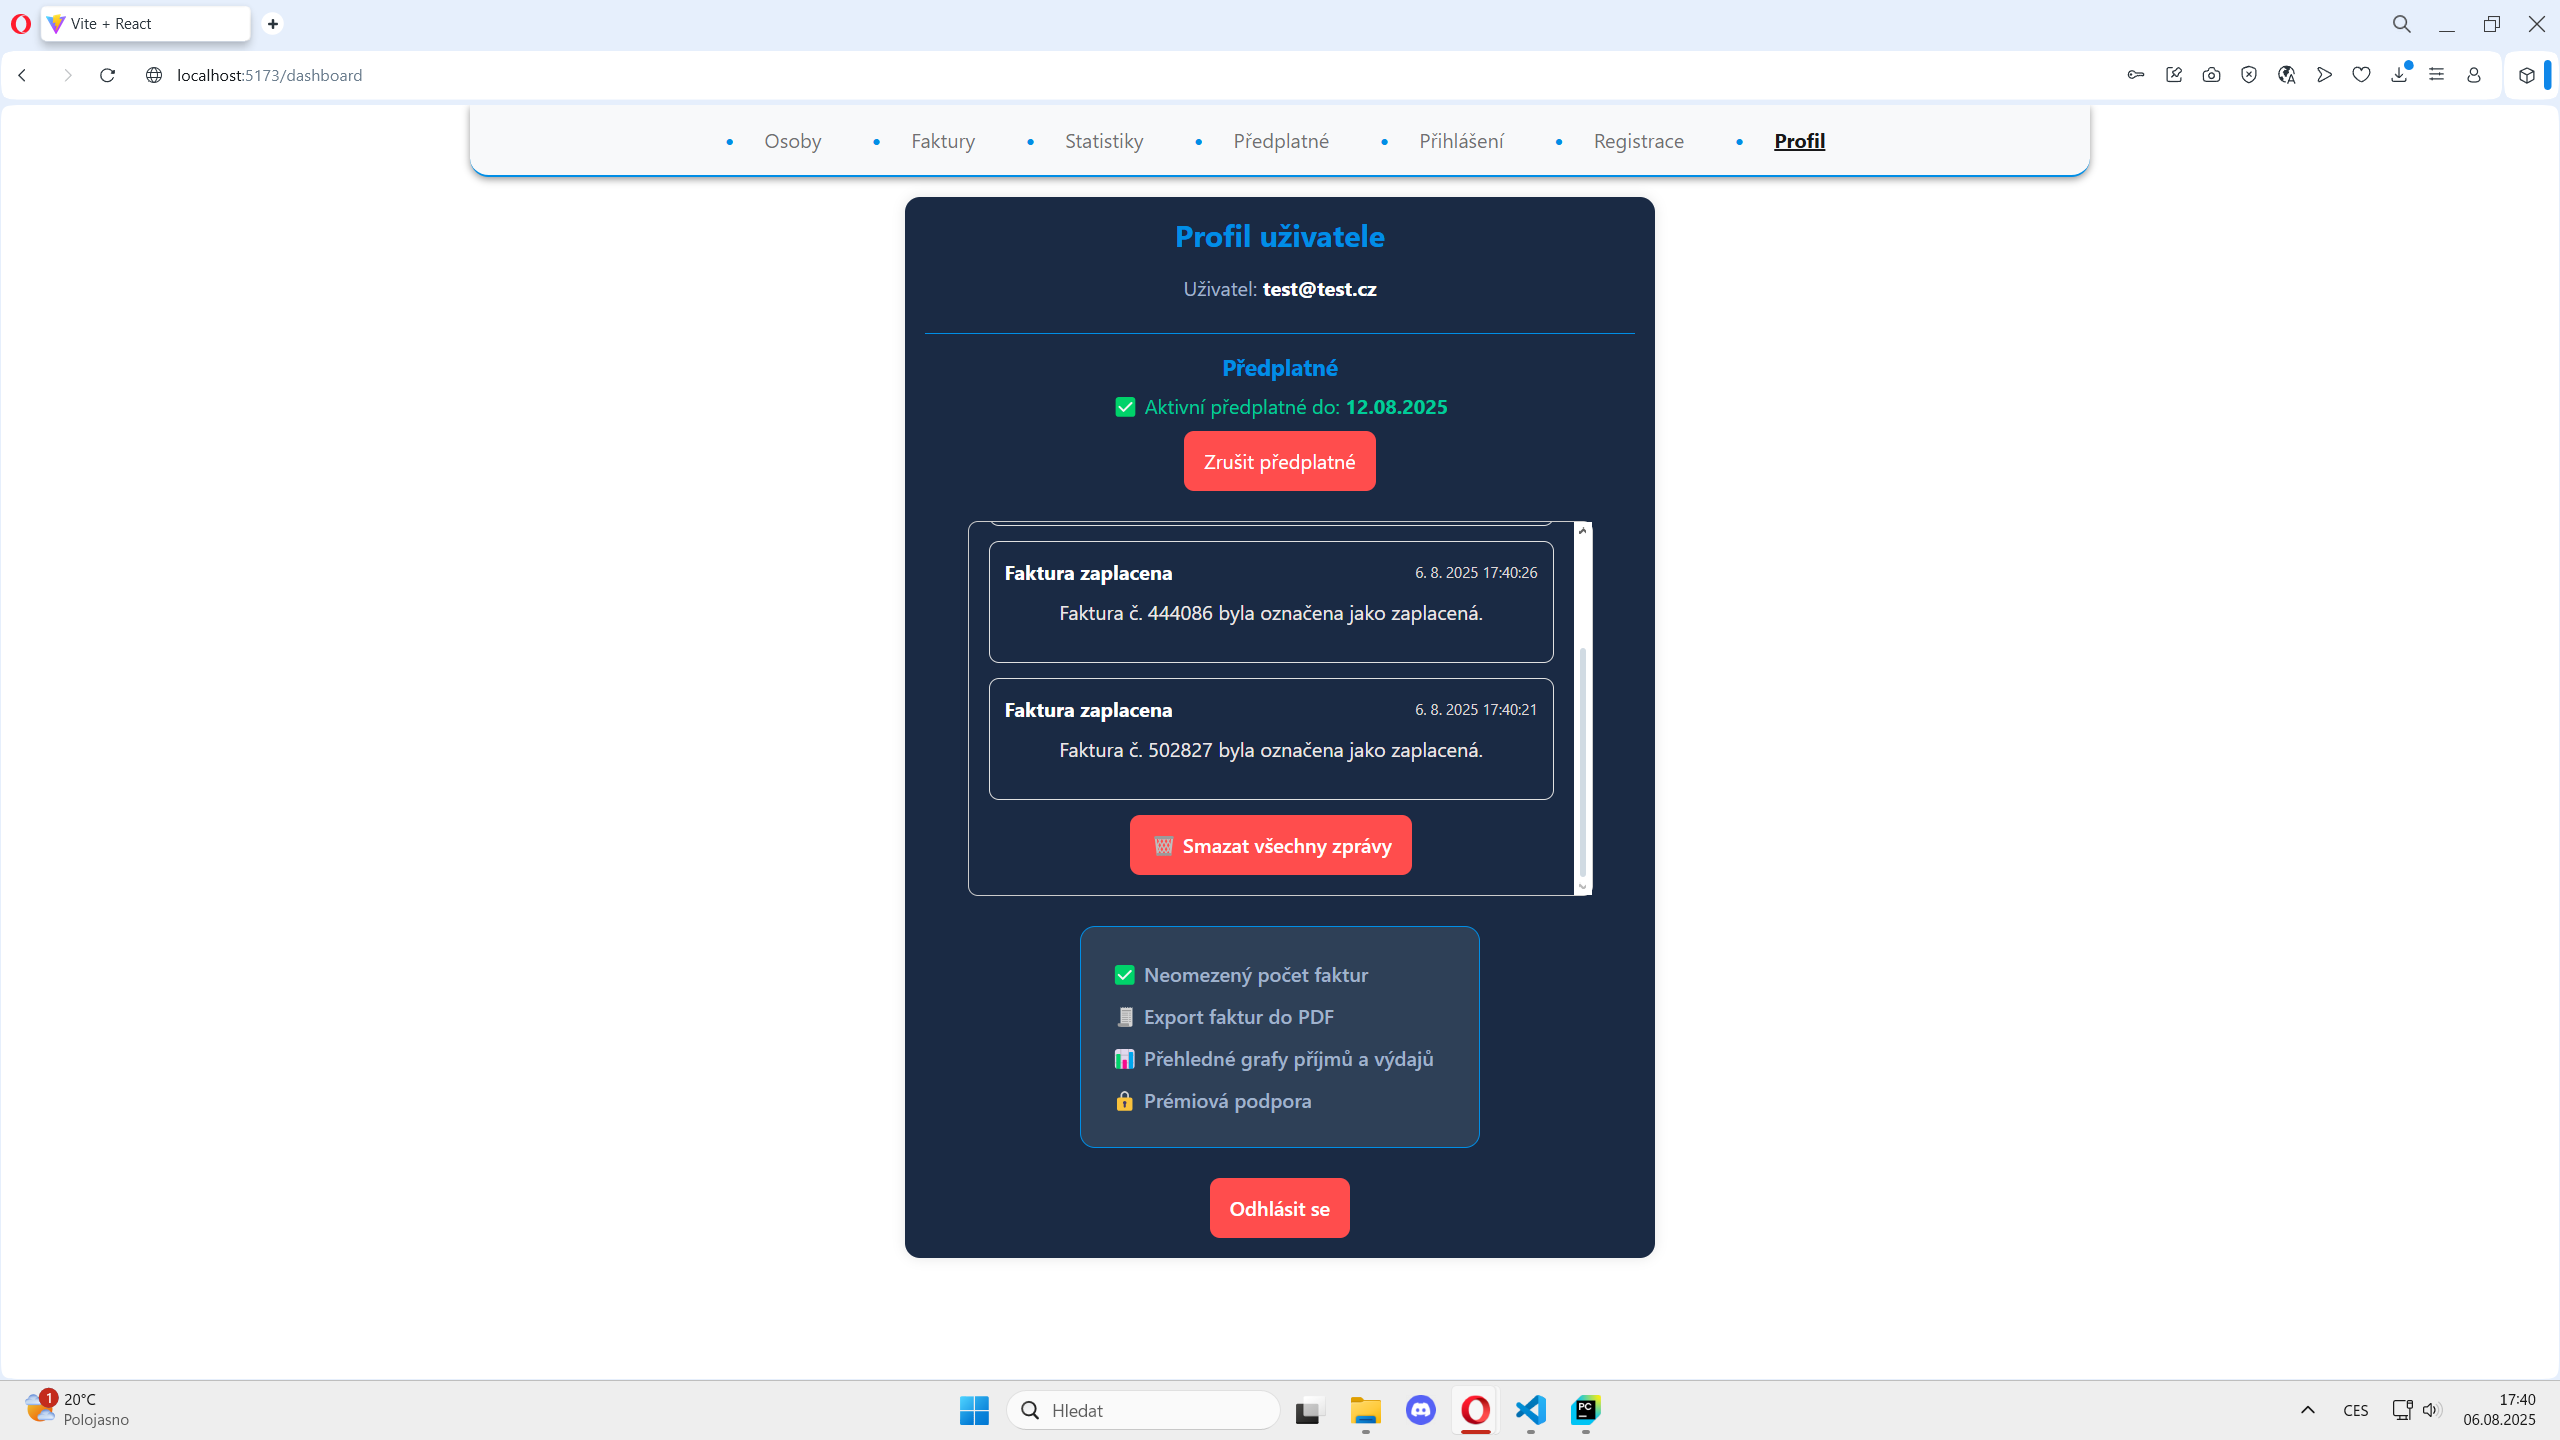 Vite + React
localhost:5173/dashboard
Osoby
Faktury
Statistiky
Předplatné
Přihlášení
Registrace
Profil
Profil uživatele
Uživatel: test@test.cz
Předplatné
Aktivní předplatné do: 12.08.2025
Zrušit předplatné
Faktura zaplacena
6. 8. 2025 17:40:26
Faktura č. 444086 byla označena jako zaplacená.
Faktura zaplacena
6. 8. 2025 17:40:21
Faktura č. 502827 byla označena jako zaplacená.
Smazat všechny zprávy
Neomezený počet faktur
Export faktur do PDF
Přehledné grafy příjmů a výdajů
Prémiová podpora
Odhlásit se
1
20°C
Polojasno
Hledat
PC
CES
17:40
06.08.2025